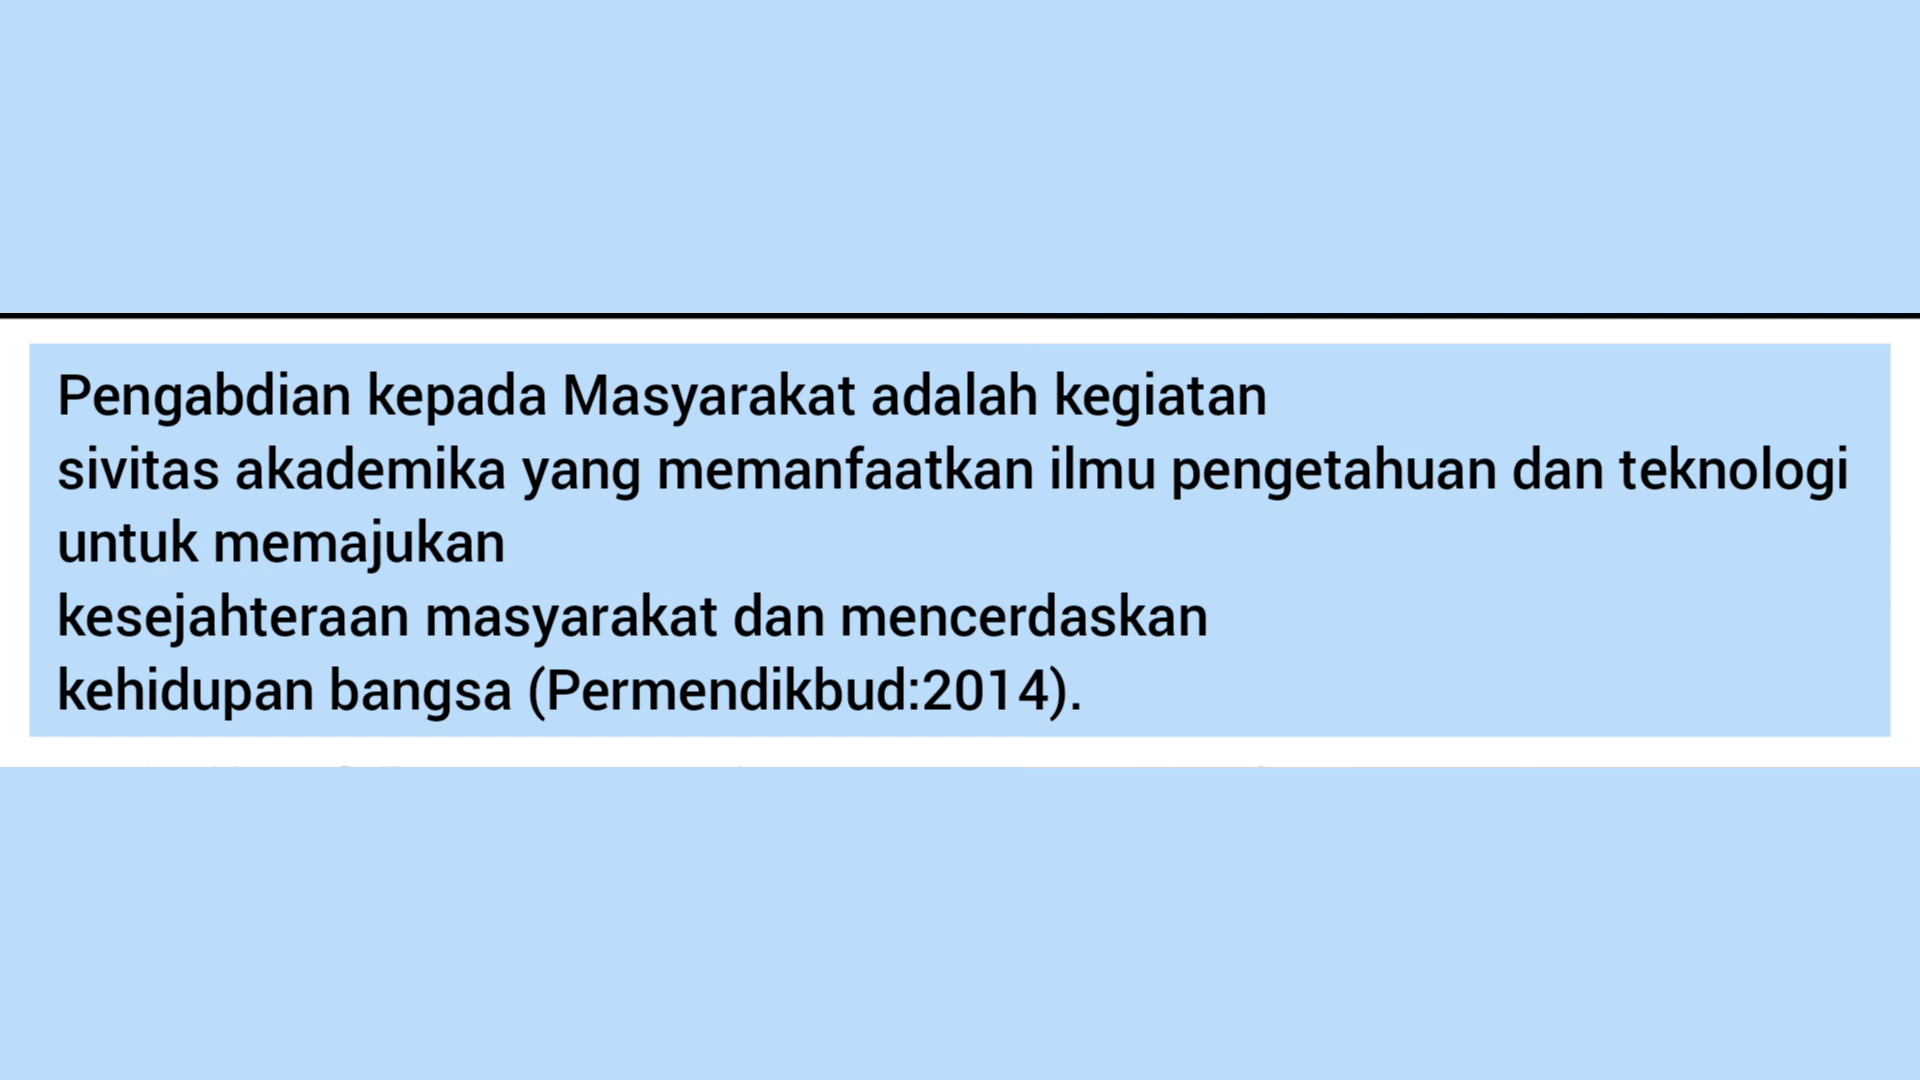 Pengabdian kepada Masyarakat adalah kegiatan
sivitas akademika yang memanfaatkan ilmu pengetahuan dan teknologi
untuk memajukan
kesejahteraan masyarakat dan mencerdaskan
kehidupan bangsa (Permendikbud:2014).